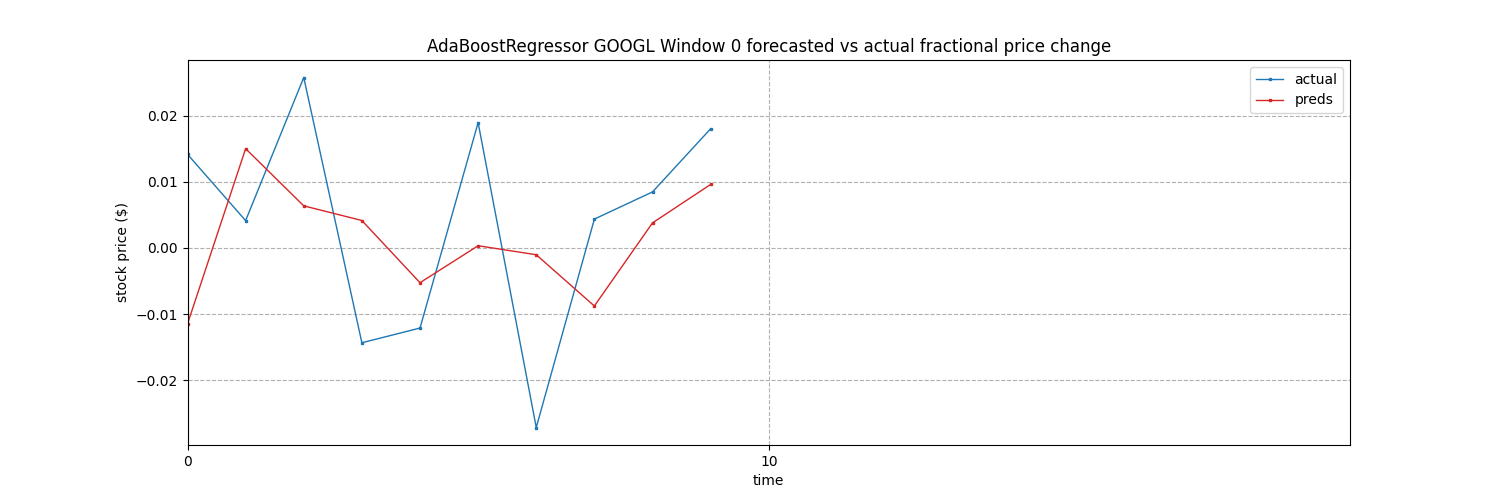 AdaBoostRegressor GOOGL Window 0 forecasted vs actual fractional price change
actual
preds
0.02
0.01
0.00
−0.01
−0.02
stock price ($)
0
10
time